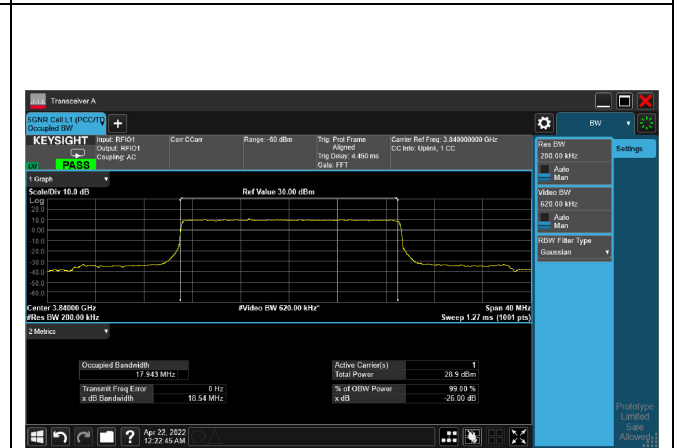 Transceiver A
5GNR Cell L1 (PCC/TD
Occupied BW
+
BW
KEYSIGHT
Input: RFIO1
Output: RFIO1
Coupling: AC
Corr CCorr
Range: -60 dBm
Trig: Prot Frame
Aligned
Trig Delay: 4.450 ms
Gate: FFT
Carrier Ref Freq: 3.840000000 GHz
CC Info: Uplink, 1 CC
PASS
Res BW
200.00 kHz
Auto
Man
Settings
Video BW
620.00 kHz
Auto
Man
RBW Filter Type
Gaussian
1 Graph
Scale/Div 10.0 dB
Ref Value 30.00 dBm
Log
20.0
10.0
0.00
-10.0
-20.0
-30.0
-40.0
-50.0
-60.0
Center 3.84000 GHz
#Video BW 620.00 kHz*
Span 40 MHz
#Res BW 200.00 kHz
Sweep 1.27 ms (1001 pts)
2 Metrics
Occupied Bandwidth
17.943 MHz
Active Carrier(s) 1
Total Power 28.9 dBm
Transmit Freq Error 0 Hz
x dB Bandwidth 18.54 MHz
% of OBW Power 99.00 %
x dB -26.00 dB
Prototype
Limited
Sale
Allowed
?
Apr 22, 2022
12:22:45 AM